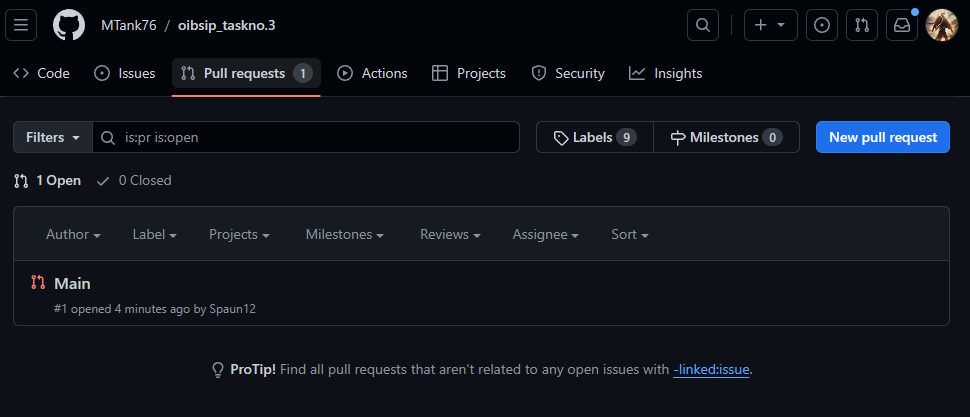 MTank76 / oibsip_taskno.3
Code Issues Pull requests 1 Actions Projects Security Insights
Filters is:pr is:open Labels 9 Milestones 0 New pull request
1 Open 0 Closed
Author Label Projects Milestones Reviews Assignee Sort
Main
#1 opened 4 minutes ago by Spaun12
ProTip! Find all pull requests that aren't related to any open issues with -linked:issue.